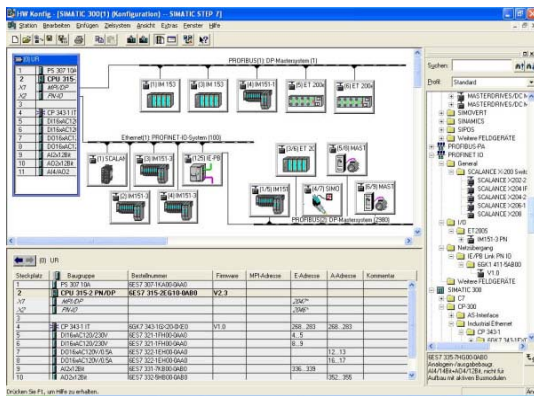 HW Konfig - [SIMATIC 300(1) (Konfiguration) -- SIMATIC STEP 7]
Station Bearbeiten Einfügen Zielsystem Ansicht Extras Fenster Hilfe
(0) UR
1 PS 307 10A
2 CPU 315-
X1 MPI/DP
X2 PN-IO
3
4 CP 343-1 IT
5 DI16xAC12
6 DI16xAC12
7 DO16xAC1
8 DO16xAC1
9 AI2x12Bit
10 AO2x12Bit
11 AI4/AO2
PROFIBUS(1): DP-Mastersystem (1)
(1) IM 153
(3) IM 153
(4) IM151-1
(5) ET 200
(6) ET 200
Ethernet(1): PROFINET-IO-System (100)
(1) SCALAN
(3) IM151-3
(125) IE-PB
(2) IM151-3
(4) IM151-3
(3/6) ET 20
(5/8) MAST
(1/5) IM151
(4/7) SIMO
(6/9) MAST
PROFIBUS(2): DP-Mastersystem (2980)
Suchen:
Profil: Standard
MASTERDRIVES/DC M
MASTERDRIVES/DC M
SIMOVERT
SINAMICS
SIPOS
Weitere FELDGERÄTE
PROFIBUS-PA
PROFINET IO
General
SCALANCE X-200 Switc
SCALANCE X202-2
SCALANCE X204 IF
SCALANCE X204-2
SCALANCE X206-1
SCALANCE X208
I/O
ET200S
IM151-3 PN
Netzübergang
IE/PB Link PN IO
6GK1 411-5AB00
V1.0
Weitere FELDGERÄTE
SIMATIC 300
C7
CP-300
AS-Interface
Industrial Ethernet
CP 343-1
6ES7 335-7HG00-0AB0
Analogein-/ausgabebaugr.
AI4/14Bit+AO4/12Bit, nicht für
Aufbau mit aktiven Busmodulen
(0) UR
Steckplatz Baugruppe Bestellnummer Firmware MPI-Adresse E-Adresse A-Adresse Kommentar
1 PS 307 10A 6ES7 307-1KA00-0AA0
2 CPU 315-2 PN/DP 6ES7 315-2EG10-0AB0 V2.3
X1 MPI/DP 2047*
X2 PN-IO 2046*
3
4 CP 343-1 IT 6GK7 343-1GX20-0XE0 V1.0 268...283 268...283
5 DI16xAC120/230V 6ES7 321-1FH00-0AA0 4...5
6 DI16xAC120/230V 6ES7 321-1FH00-0AA0 8...9
7 DO16xAC120V/0.5A 6ES7 322-1EH00-0AA0 12...13
8 DO16xAC120V/0.5A 6ES7 322-1EH00-0AA0 16...17
9 AI2x12Bit 6ES7 331-7KB00-0AB0 336...339
10 AO2x12Bit 6ES7 332-5HB00-0AB0 352...355
Drücken Sie F1, um Hilfe zu erhalten.